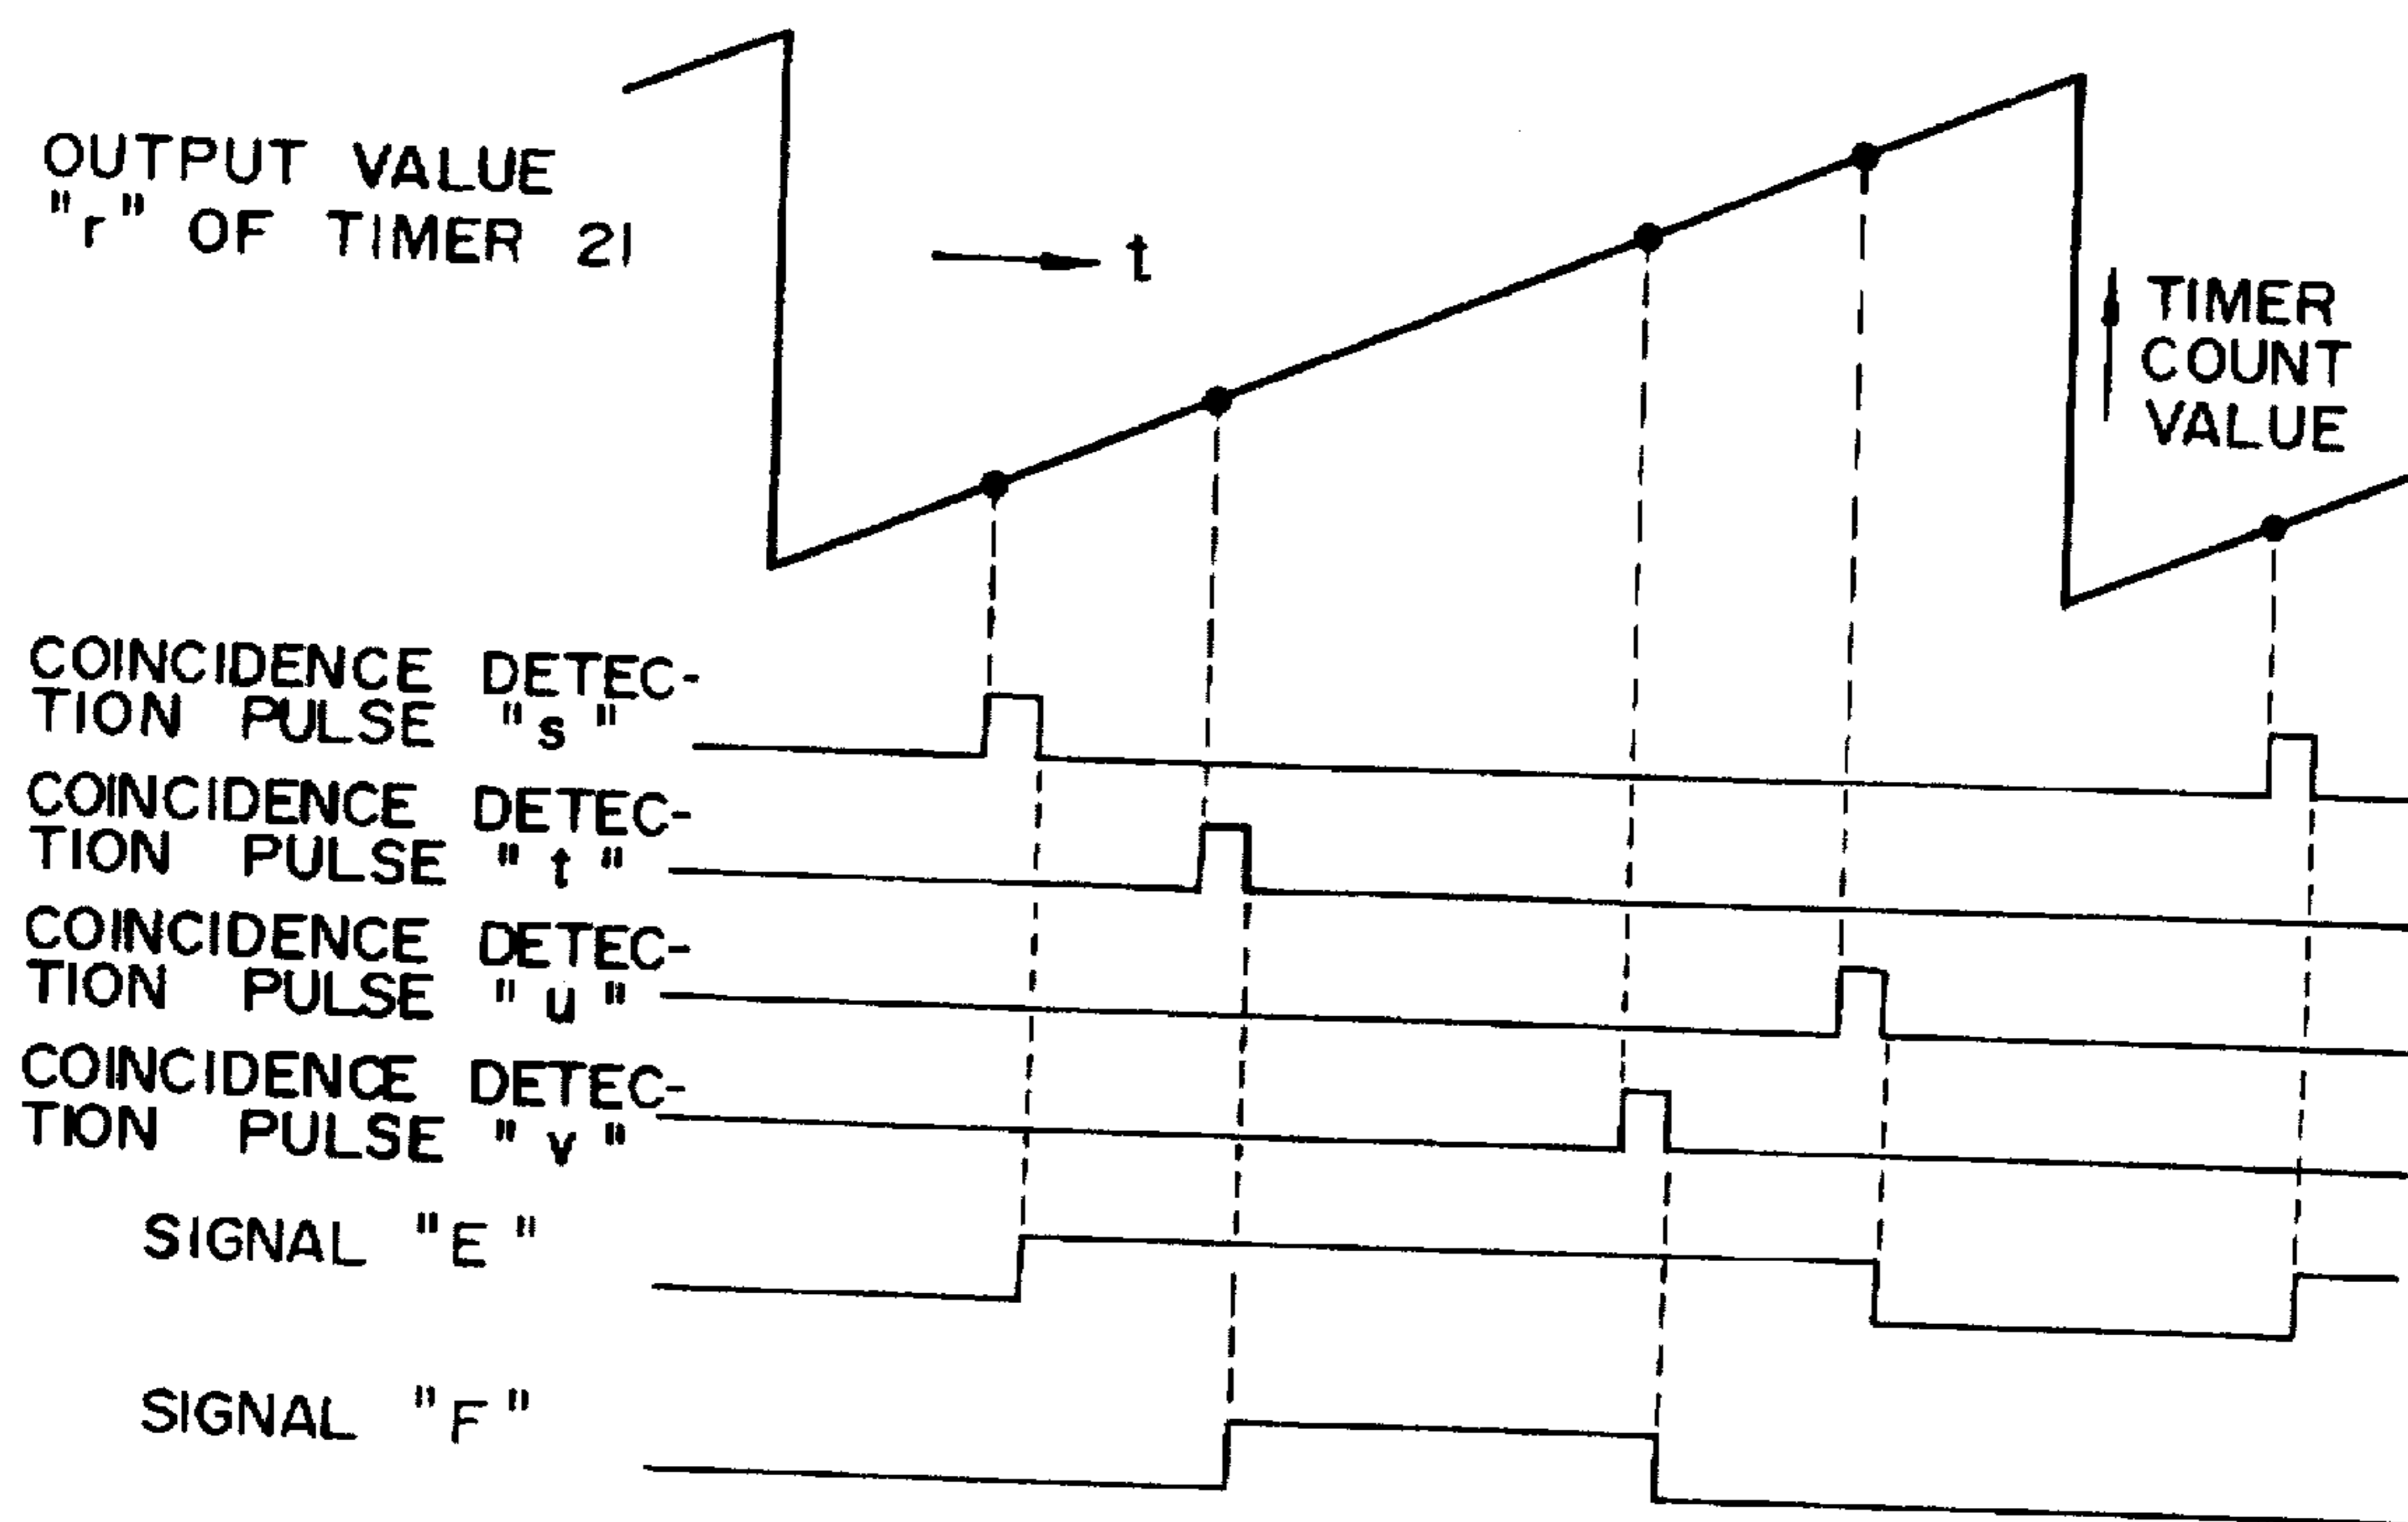 OUTPUT VALUE
"r" OF TIMER 21
t
TIMER
COUNT
VALUE
COINCIDENCE DETEC-
TION PULSE "s"
COINCIDENCE DETEC-
TION PULSE "t"
COINCIDENCE DETEC-
TION PULSE "u"
COINCIDENCE DETEC-
TION PULSE "v"
SIGNAL "E"
SIGNAL "F"